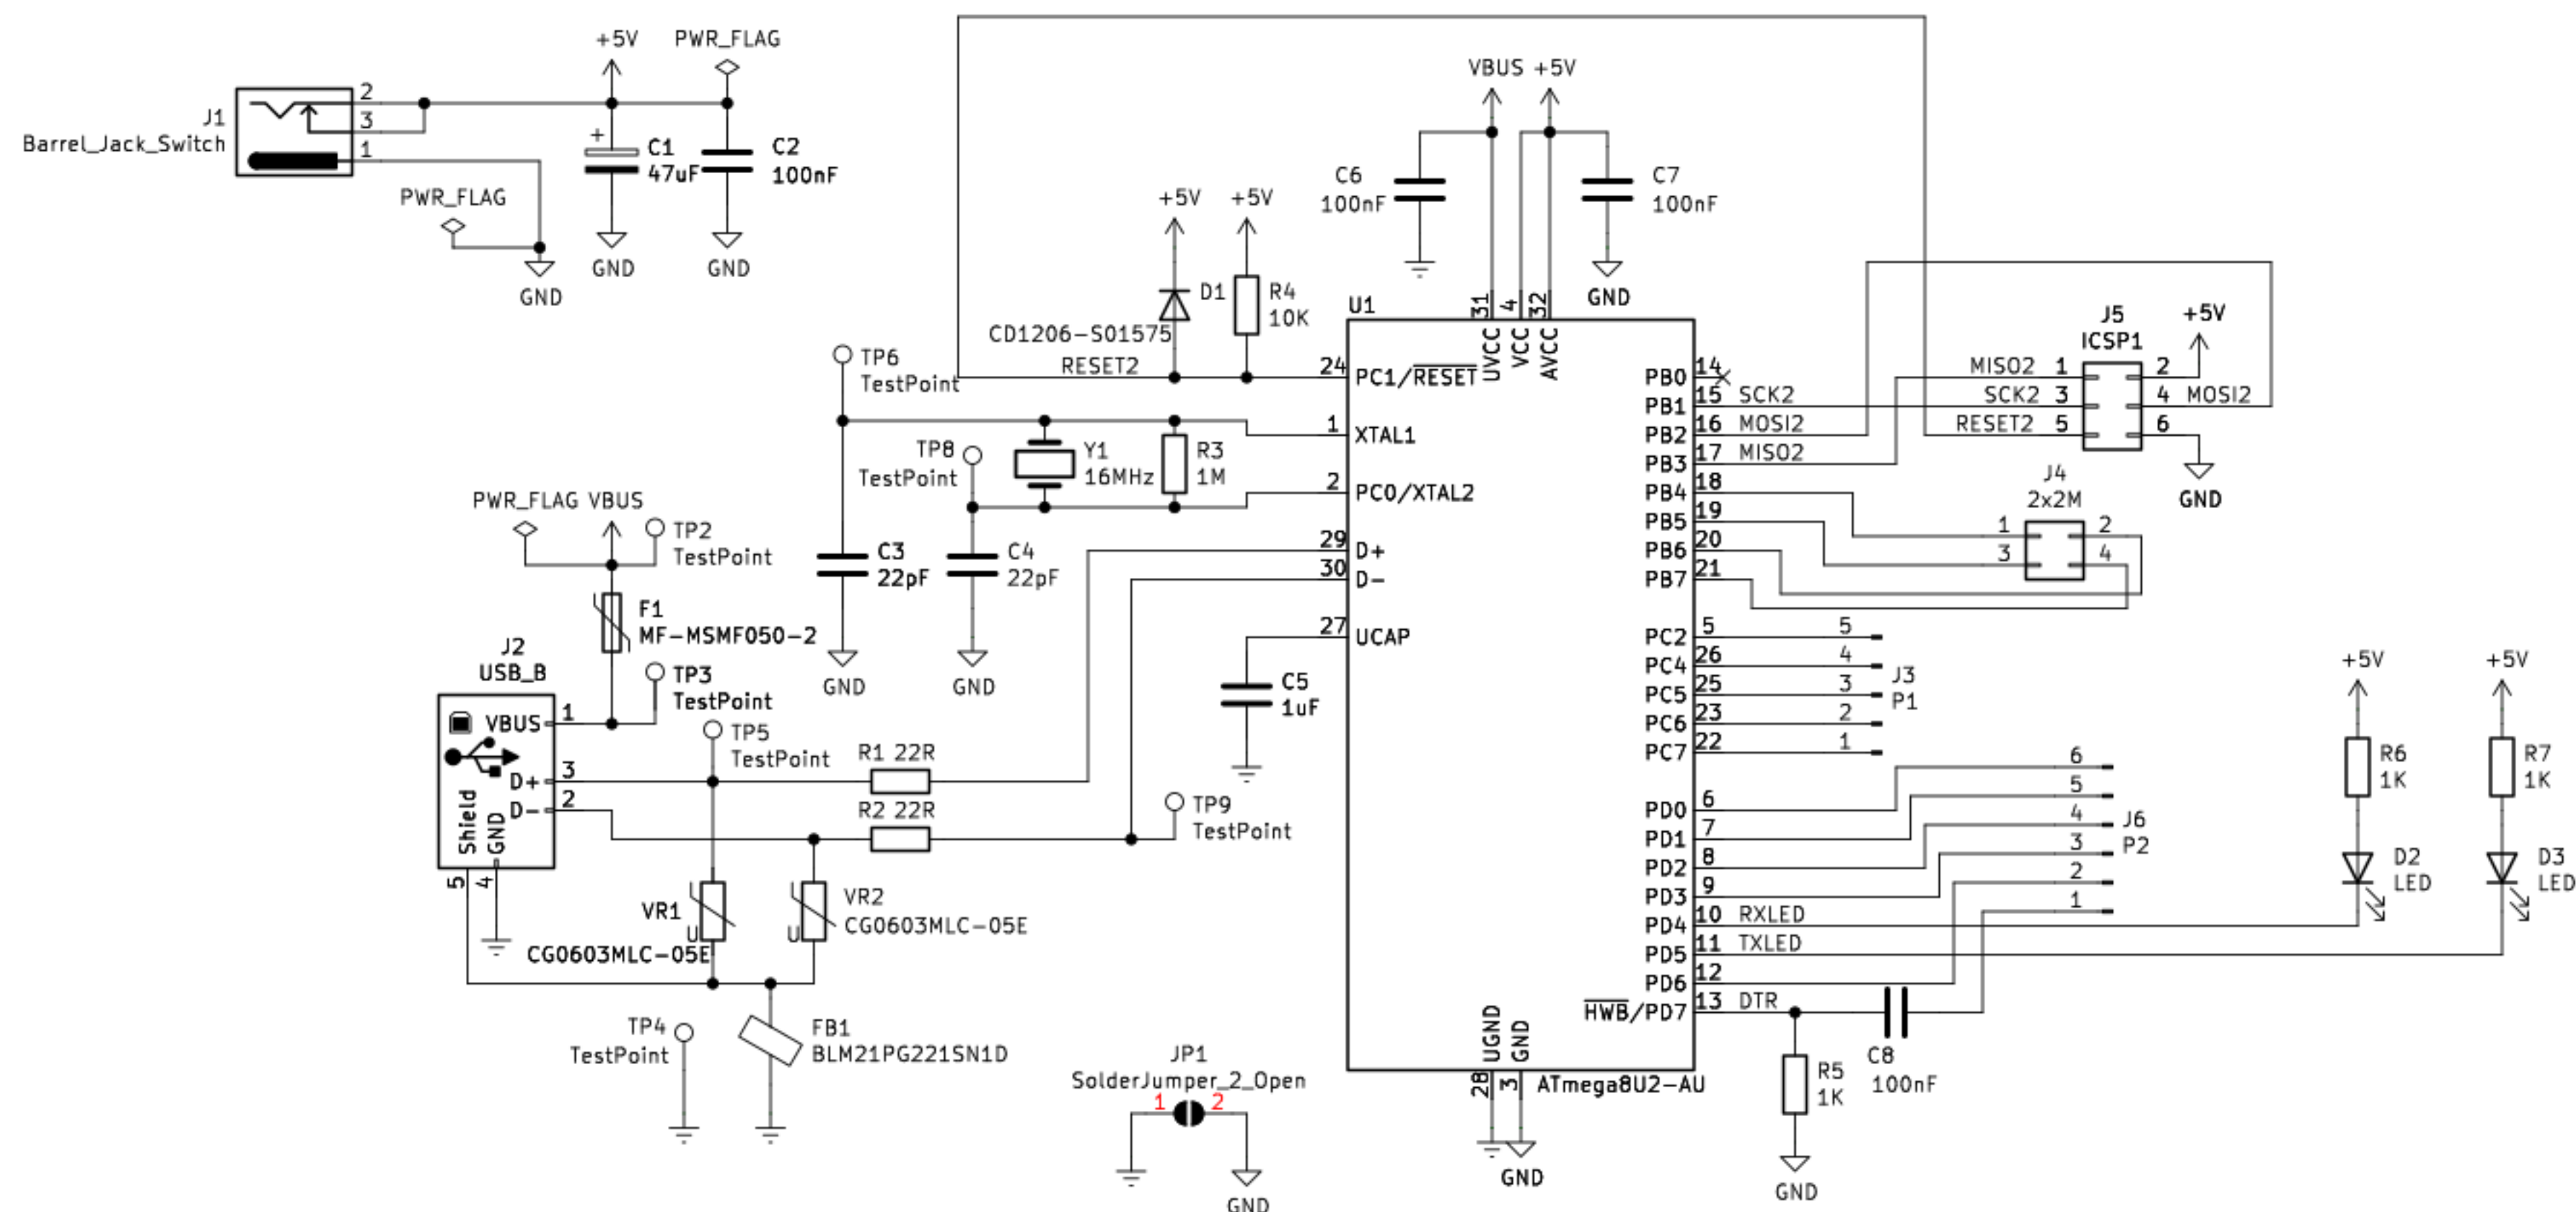 +5V
PWR_FLAG
J1
Barrel_Jack_Switch
2
3
1
+
C1
47uF
C2
100nF
PWR_FLAG
GND
GND
GND
VBUS
+5V
C6
100nF
C7
100nF
GND
+5V
+5V
D1
CD1206-S01575
R4
10K
RESET2
TP6
TestPoint
TP8
TestPoint
Y1
16MHz
R3
1M
C3
22pF
C4
22pF
GND
GND
C5
1uF
PWR_FLAG
VBUS
TP2
TestPoint
F1
MF-MSMF050-2
J2
USB_B
TP3
TestPoint
VBUS
1
D+
3
D-
2
Shield
GND
5
4
TP5
TestPoint
R1 22R
R2 22R
TP9
TestPoint
VR1
U
CG0603MLC-05E
VR2
U
CG0603MLC-05E
TP4
TestPoint
FB1
BLM21PG221SN1D
JP1
SolderJumper_2_Open
1
2
GND
U1
31
4
32
UVCC
VCC
AVCC
24
PC1/RESET
1
XTAL1
2
PC0/XTAL2
29
D+
30
D-
27
UCAP
PB0
14
PB1
15
SCK2
PB2
16
MOSI2
PB3
17
MISO2
PB4
18
PB5
19
PB6
20
PB7
21
PC2
5
5
PC4
26
4
PC5
25
3
PC6
23
2
PC7
22
1
J3
P1
PD0
6
PD1
7
PD2
8
PD3
9
PD4
10
RXLED
PD5
11
TXLED
PD6
12
HWB/PD7
13
DTR
UGND
GND
28
3
ATmega8U2-AU
GND
J5
ICSP1
+5V
MISO2
1
2
SCK2
3
4
MOSI2
RESET2
5
6
GND
J4
2x2M
1
2
3
4
6
5
4
3
2
1
J6
P2
C8
100nF
R5
1K
GND
+5V
R6
1K
D2
LED
+5V
R7
1K
D3
LED